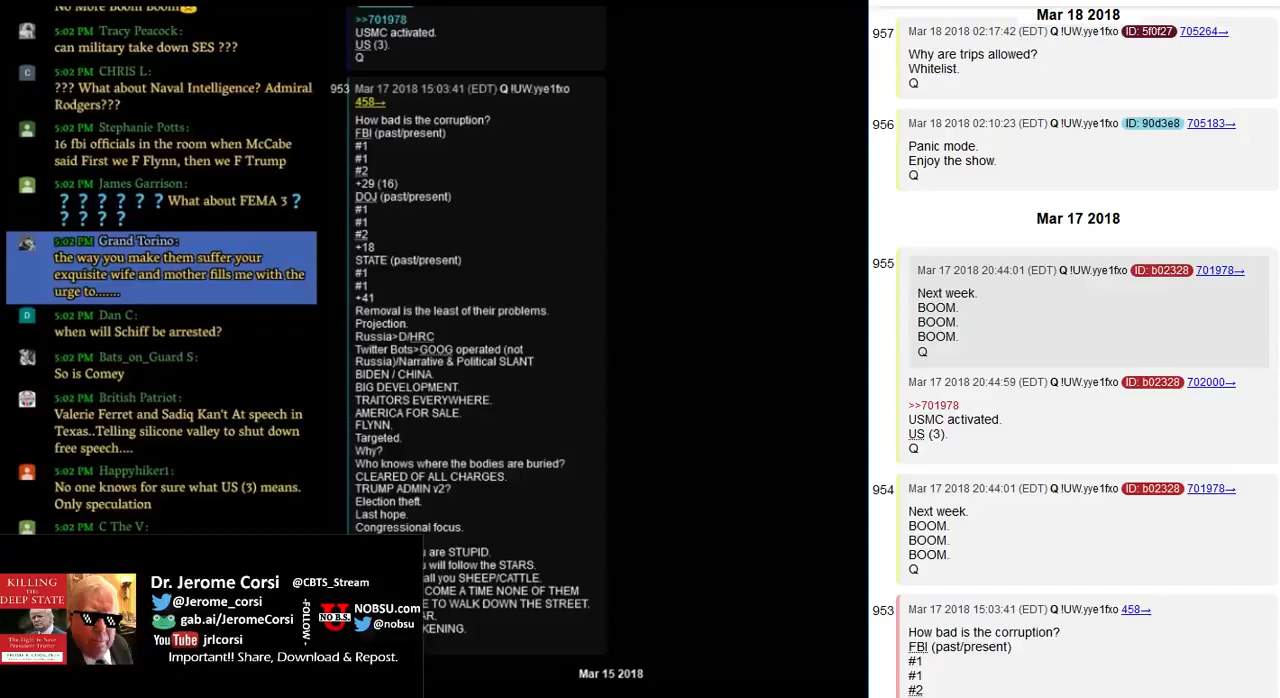 No More Boom Boom
5:02 PM Tracy Peacock:
can military take down SES ???
C
5:02 PM CHRIS L:
??? What about Naval Intelligence? Admiral
Rodgers???
5:02 PM Stephanie Potts:
16 fbi officials in the room when McCabe
said First we F Flynn, then we F Trump
5:02 PM James Garrison:
? ? ? ? ? ? What about FEMA 3 ?
? ? ? ?
5:02 PM Grand Torino:
the way you make them suffer your
exquisite wife and mother fills me with the
urge to.......
D
5:02 PM Dan C:
when will Schiff be arrested?
5:02 PM Bats_on_Guard S:
So is Comey
5:02 PM British Patriot:
Valerie Ferret and Sadiq Kan't At speech in
Texas..Telling silicone valley to shut down
free speech....
5:02 PM Happyhiker1:
No one knows for sure what US (3) means.
Only speculation
5:02 PM C The V:
KILLING
THE
DEEP STATE
Dr. Jerome Corsi @CBTS_Stream
@Jerome_corsi
gab.ai/JeromeCorsi
YouTube jrlcorsi
-FOLLOW-
NO B.S.
NOBSU.com
@nobsu
Important!! Share, Download & Repost.
>>701978
USMC activated.
US (3).
Q
953 Mar 17 2018 15:03:41 (EDT) Q !UW.yye1fxo
458→
How bad is the corruption?
FBI (past/present)
#1
#1
#2
+29 (16)
DOJ (past/present)
#1
#1
#2
+18
STATE (past/present)
#1
#1
+41
Removal is the least of their problems.
Projection.
Russia>D/HRC
Twitter Bots>GOOG operated (not
Russia)/Narrative & Political SLANT
BIDEN / CHINA.
BIG DEVELOPMENT.
TRAITORS EVERYWHERE.
AMERICA FOR SALE.
FLYNN.
Targeted.
Why?
Who knows where the bodies are buried?
CLEARED OF ALL CHARGES.
TRUMP ADMIN v2?
Election theft.
Last hope.
Congressional focus.
are STUPID.
will follow the STARS.
all you SHEEP/CATTLE.
COME A TIME NONE OF THEM
E TO WALK DOWN THE STREET.
AR.
KENING.
Mar 15 2018
Mar 18 2018
957 Mar 18 2018 02:17:42 (EDT) Q !UW.yye1fxo ID: 5f0f27 705264→
Why are trips allowed?
Whitelist.
Q
956 Mar 18 2018 02:10:23 (EDT) Q !UW.yye1fxo ID: 90d3e8 705183→
Panic mode.
Enjoy the show.
Q
Mar 17 2018
955 Mar 17 2018 20:44:01 (EDT) Q !UW.yye1fxo ID: b02328 701978→
Next week.
BOOM.
BOOM.
BOOM.
Q
Mar 17 2018 20:44:59 (EDT) Q !UW.yye1fxo ID: b02328 702000→
>>701978
USMC activated.
US (3).
Q
954 Mar 17 2018 20:44:01 (EDT) Q !UW.yye1fxo ID: b02328 701978→
Next week.
BOOM.
BOOM.
BOOM.
Q
953 Mar 17 2018 15:03:41 (EDT) Q !UW.yye1fxo 458→
How bad is the corruption?
FBI (past/present)
#1
#1
#2